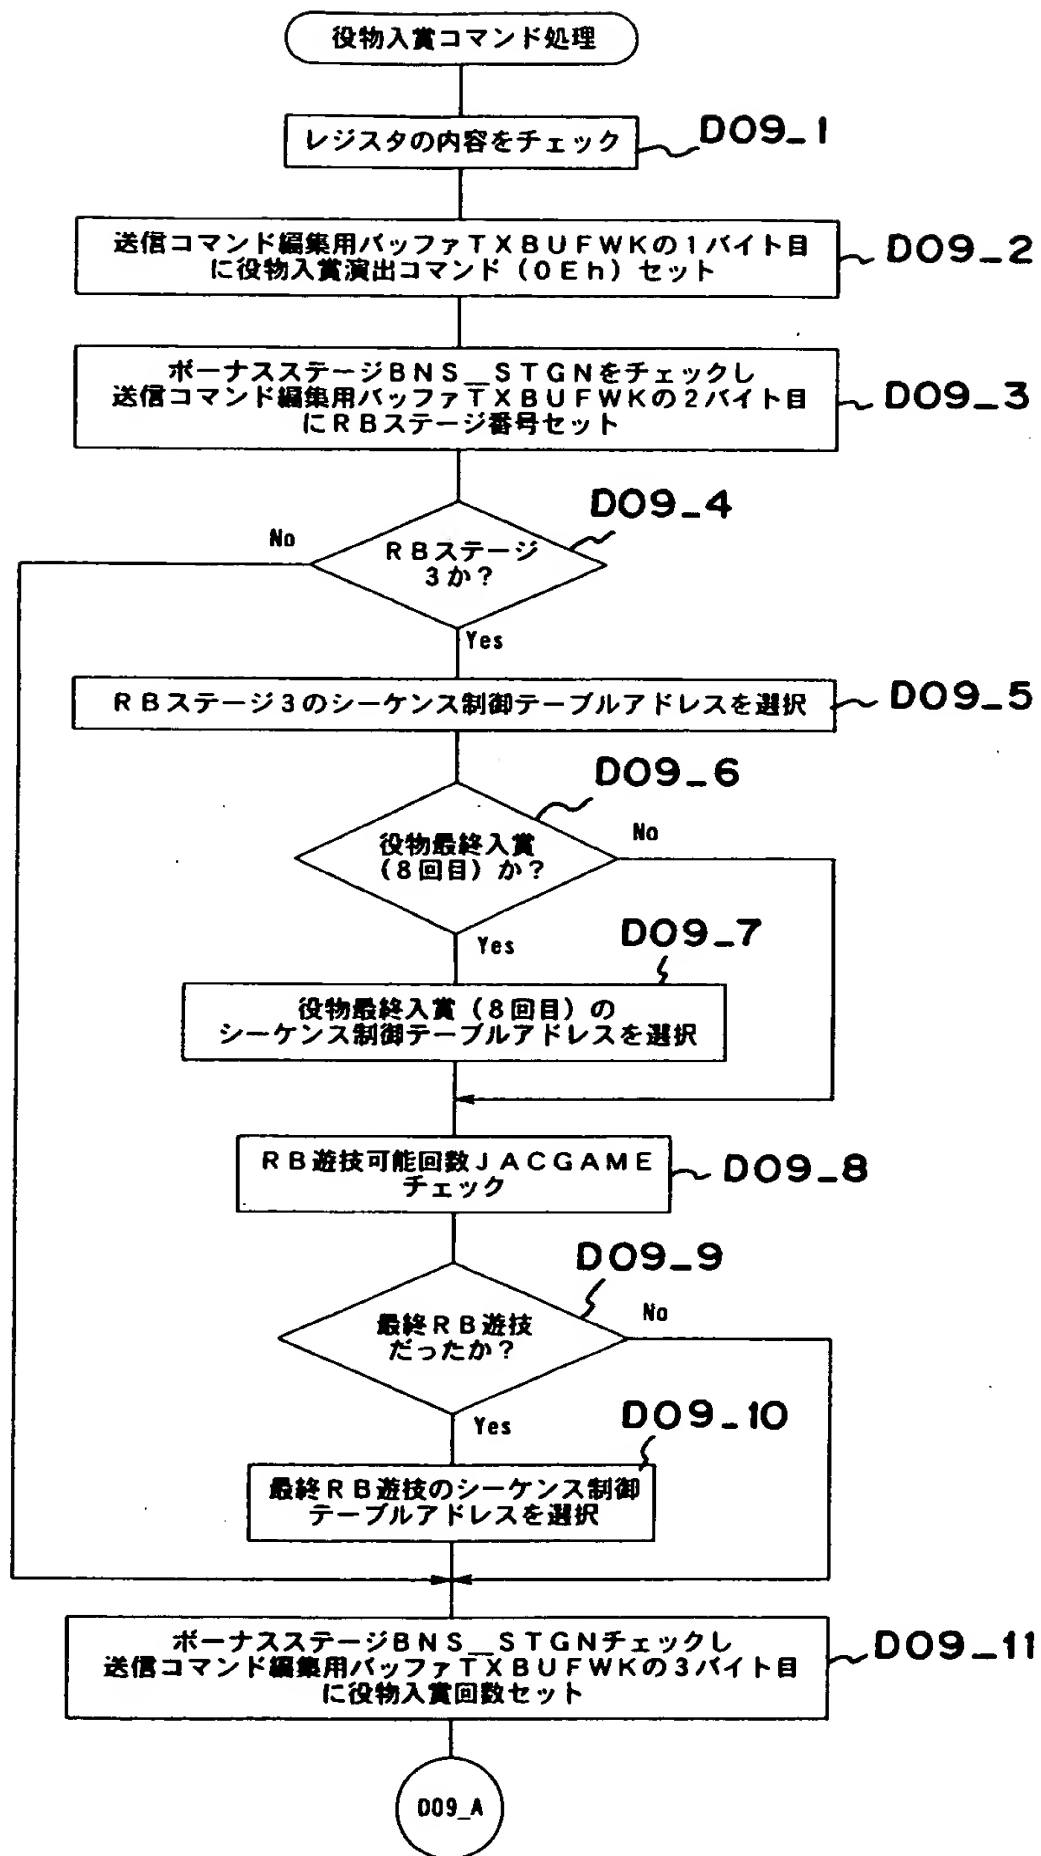 役物入賞コマンド処理
レジスタの内容をチェック
D09_1
送信コマンド編集用バッファTXBUFWKの1バイト目
に役物入賞演出コマンド(0Eh)セット
D09_2
ボーナスステージBNS_STGNをチェックし
送信コマンド編集用バッファTXBUFWKの2バイト目
にRBステージ番号セット
D09_3
D09_4
No
RBステージ
3か?
Yes
RBステージ3のシーケンス制御テーブルアドレスを選択
D09_5
D09_6
役物最終入賞
(8回目)か?
No
Yes
D09_7
役物最終入賞(8回目)の
シーケンス制御テーブルアドレスを選択
RB遊技可能回数JACGAME
チェック
D09_8
D09_9
最終RB遊技
だったか?
No
Yes
D09_10
最終RB遊技のシーケンス制御
テーブルアドレスを選択
ボーナスステージBNS_STGNチェックし
送信コマンド編集用バッファTXBUFWKの3バイト目
に役物入賞回数セット
D09_11
D09_A